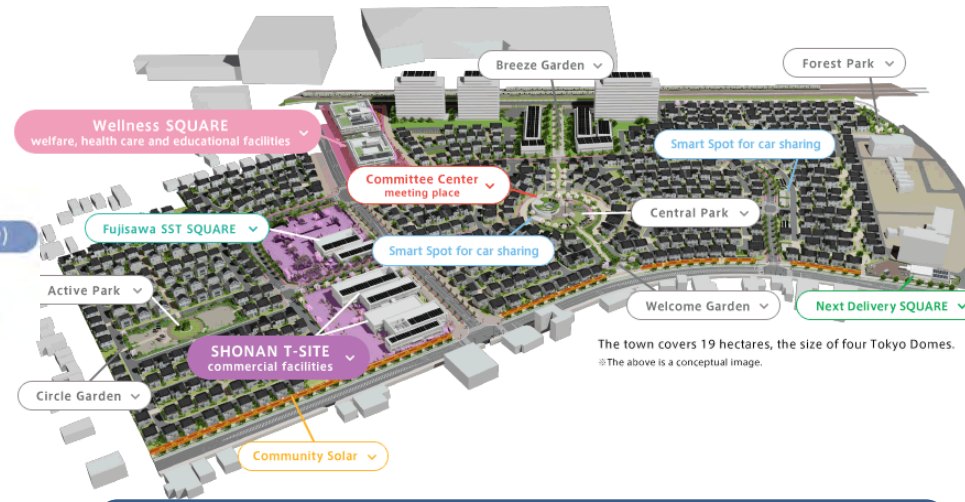 Breeze Garden
Forest Park
Wellness SQUARE
welfare, health care and educational facilities
Smart Spot for car sharing
Committee Center
meeting place
Central Park
Fujisawa SST SQUARE
Smart Spot for car sharing
Active Park
Welcome Garden
Next Delivery SQUARE
SHONAN T-SITE
commercial facilities
The town covers 19 hectares, the size of four Tokyo Domes.
※The above is a conceptual image.
Circle Garden
Community Solar